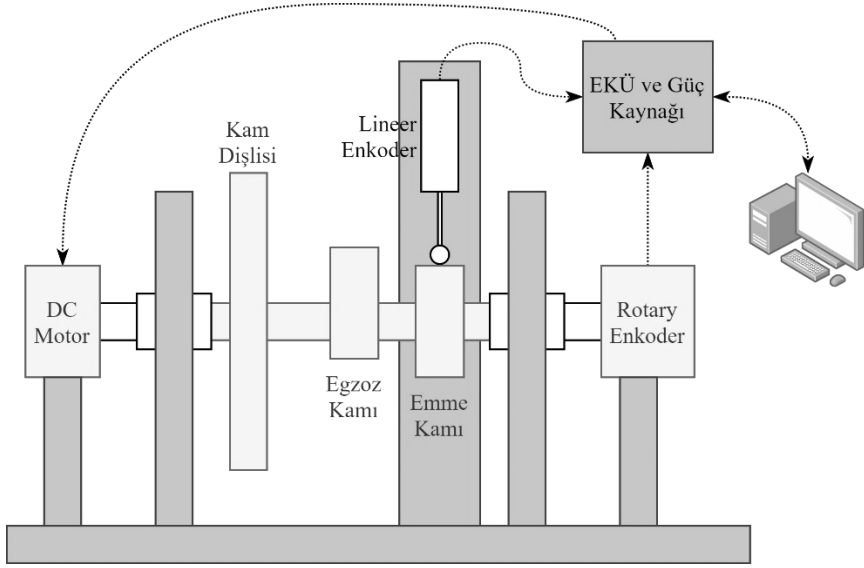 EKÜ ve Güç
Kaynağı
Lineer
Enkoder
Kam
Dişlisi
DC
Motor
Rotary
Enkoder
Egzoz
Kamı
Emme
Kamı